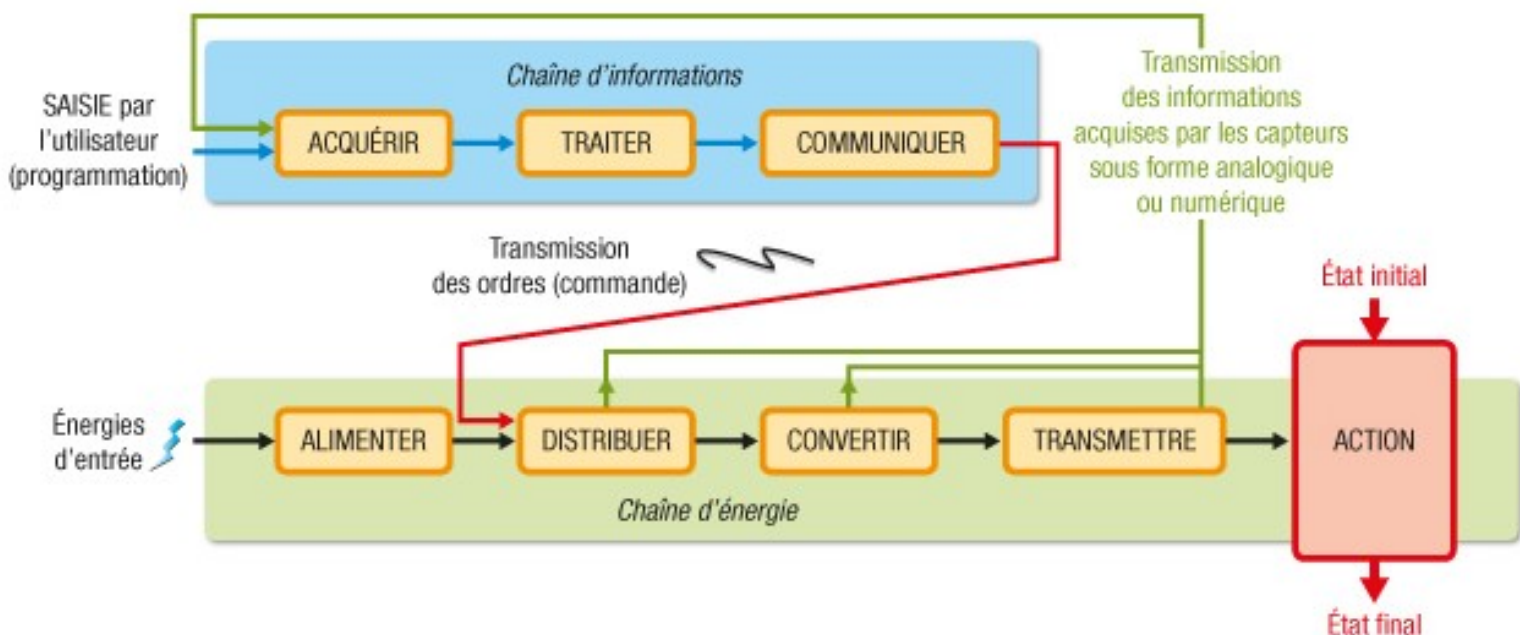 Chaîne d’informations
SAISIE par
l’utilisateur
(programmation)
ACQUÉRIR
TRAITER
COMMUNIQUER
Transmission
des informations
acquises par les capteurs
sous forme analogique
ou numérique
Transmission
des ordres (commande)
État initial
Énergies
d’entrée
ALIMENTER
DISTRIBUER
CONVERTIR
TRANSMETTRE
ACTION
Chaîne d’énergie
État final